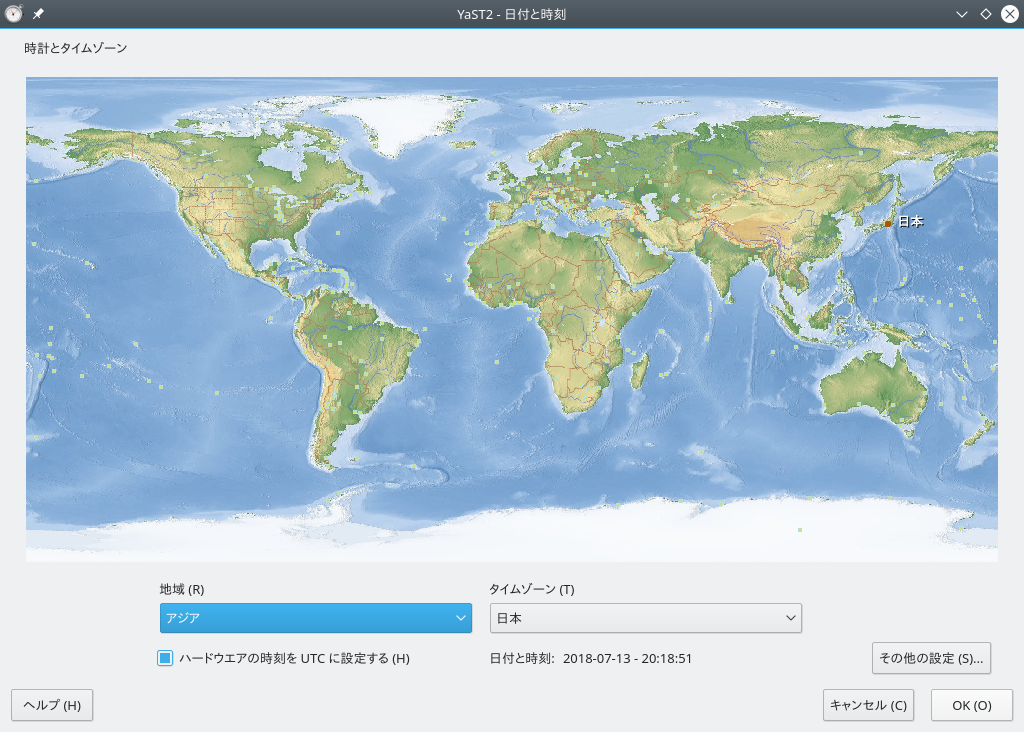 YaST2 - 日付と時刻
時計とタイムゾーン
日本
地域 (R)
タイムゾーン (T)
アジア
日本
ハードウエアの時刻を UTC に設定する (H)
日付と時刻: 2018-07-13 - 20:18:51
その他の設定 (S)...
ヘルプ (H)
キャンセル (C)
OK (O)